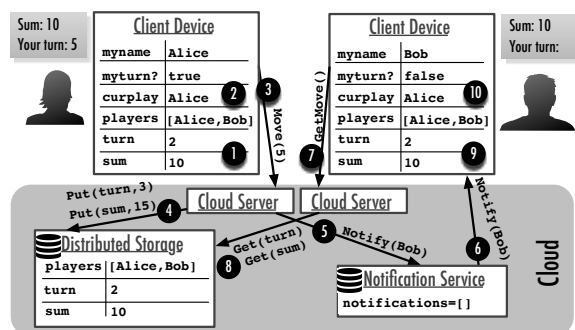 Sum: 10
Your turn: 5
Client Device
myname Alice
myturn? true
curplay Alice
players [Alice,Bob]
turn 2
sum 10
2
1
3
Move(5)
Client Device
myname Bob
myturn? false
curplay Alice
players [Alice,Bob]
turn 2
sum 10
10
9
Sum: 10
Your turn:
7
GetMove()
Put(turn,3)
Put(sum,15)
4
Cloud Server
Cloud Server
5
Notify(Bob)
6
Notify(Bob)
8
Get(turn)
Get(sum)
Distributed Storage
players [Alice,Bob]
turn 2
sum 10
Notification Service
notifications=[]
Cloud